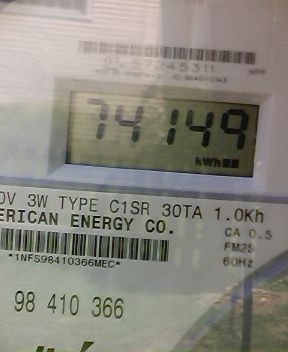 74149
kWh
0V 3W TYPE C1SR 30TA 1.0Kh
ERICAN ENERGY CO.
CA 0.5
FM2S
60Hz
*1NFS98410366MEC*
98 410 366